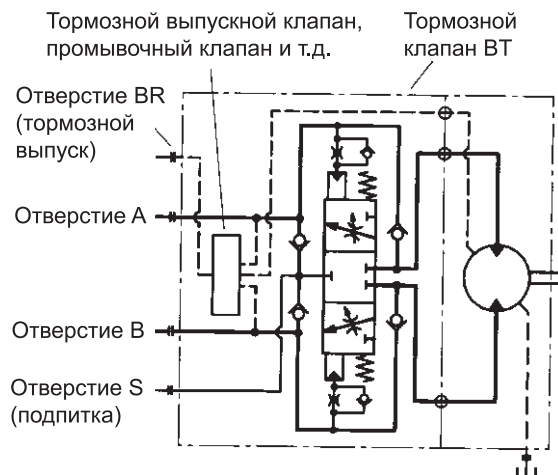 Тормозной выпускной клапан,
промывочный клапан и т.д.
Тормозной
клапан BT
Отверстие BR
(тормозной
выпуск)
Отверстие A
Отверстие B
Отверстие S
(подпитка)